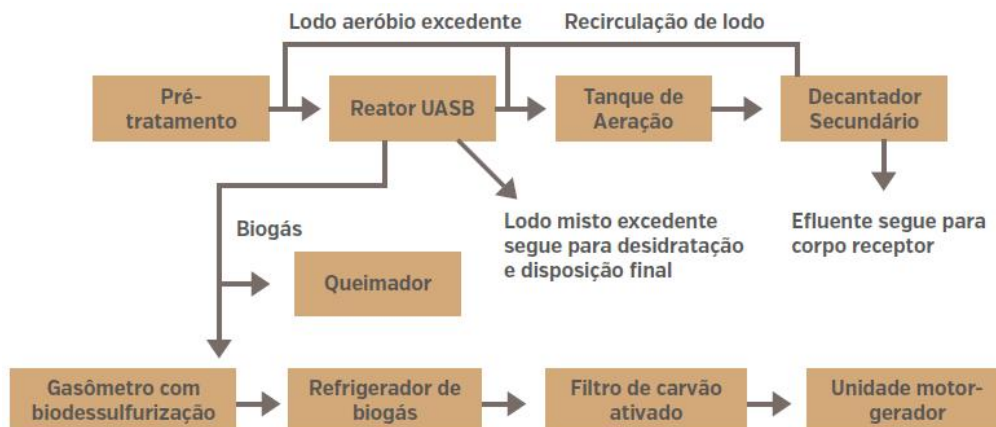 Lodo aeróbio excedente
Recirculação de lodo
Pré-
tratamento
Reator UASB
Tanque de
Aeração
Decantador
Secundário
Biogás
Lodo misto excedente
segue para desidratação
e disposição final
Efluente segue para
corpo receptor
Queimador
Gasômetro com
biodessulfurização
Refrigerador de
biogás
Filtro de carvão
ativado
Unidade motor-
gerador